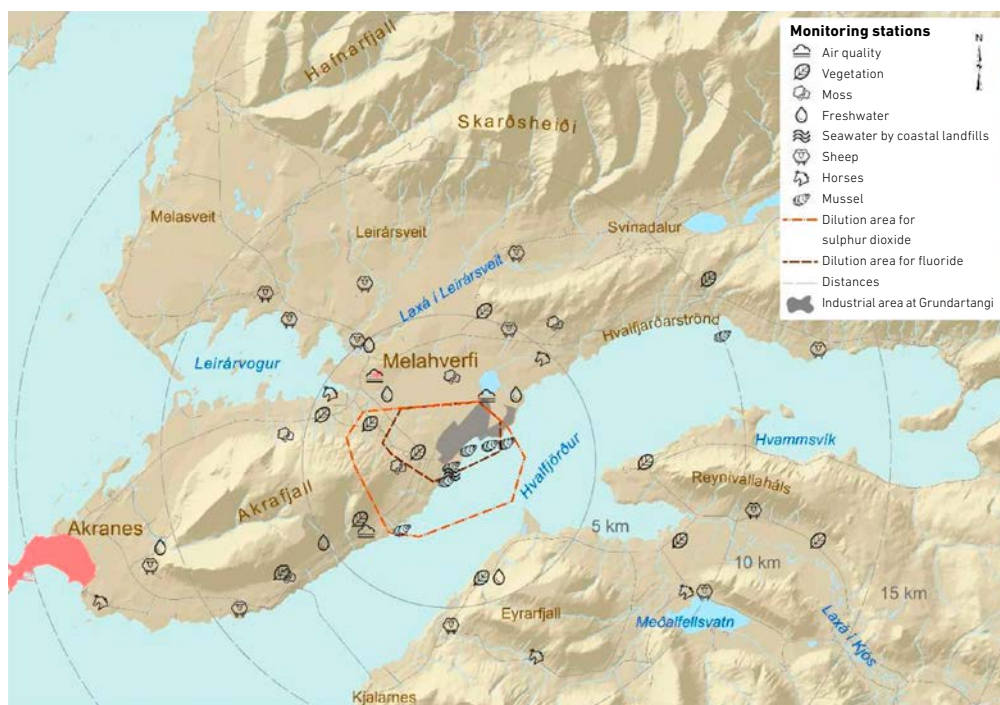 Monitoring stations
N
Air quality
Vegetation
Moss
Freshwater
Seawater by coastal landfills
Sheep
Horses
Mussel
Dilution area for
sulphur dioxide
Dilution area for fluoride
Distances
Industrial area at Grundartangi
Hafnarfjall
Skarðsheiði
Melasveit
Leirársveit
Svínadalur
Laxá í Leirársveit
Hvalfjarðarströnd
Leirárvogur
Melahverfi
Hvammsvík
Hvalfjörður
Reynivallaháls
Akrafjall
Akranes
5 km
10 km
15 km
Eyrarfjall
Meðalfellsvatn
Laxá í Kjós
Kjalarnes